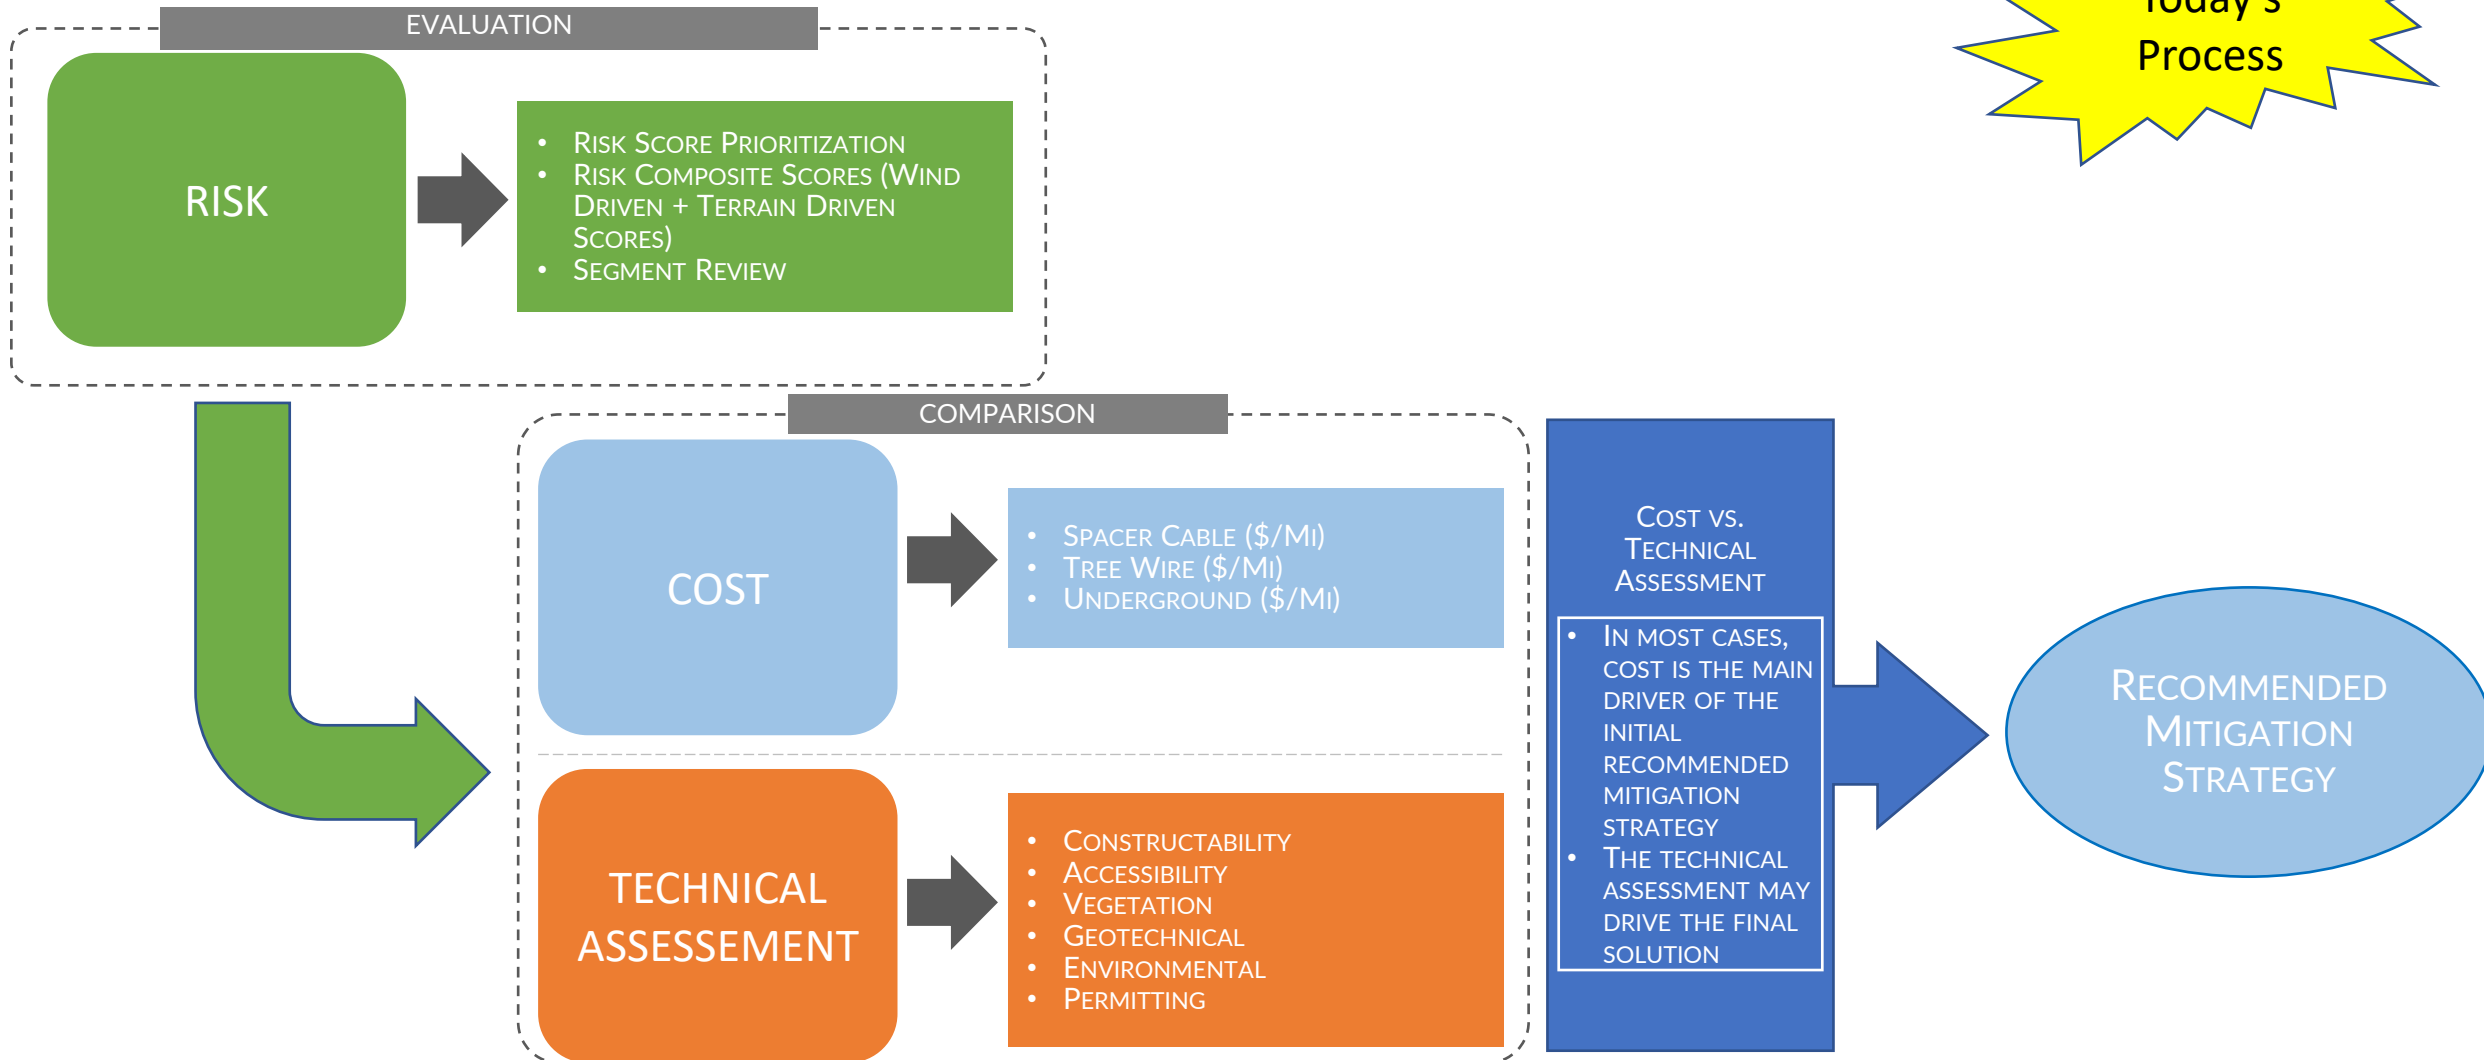 Today's
Process
EVALUATION
RISK
• RISK SCORE PRIORITIZATION
• RISK COMPOSITE SCORES (WIND
DRIVEN + TERRAIN DRIVEN
SCORES)
• SEGMENT REVIEW
COMPARISON
COST
• SPACER CABLE ($/MI)
• TREE WIRE ($/MI)
• UNDERGROUND ($/MI)
TECHNICAL
ASSESSEMENT
• CONSTRUCTABILITY
• ACCESSIBILITY
• VEGETATION
• GEOTECHNICAL
• ENVIRONMENTAL
• PERMITTING
COST VS.
TECHNICAL
ASSESSMENT
• IN MOST CASES,
COST IS THE MAIN
DRIVER OF THE
INITIAL
RECOMMENDED
MITIGATION
STRATEGY
• THE TECHNICAL
ASSESSMENT MAY
DRIVE THE FINAL
SOLUTION
RECOMMENDED
MITIGATION
STRATEGY